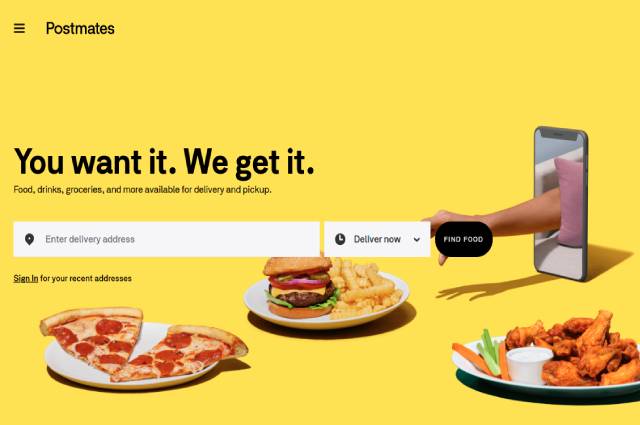 Postmates
You want it. We get it.
Food, drinks, groceries, and more available for delivery and pickup.
Enter delivery address
Deliver now
FIND FOOD
Sign In for your recent addresses